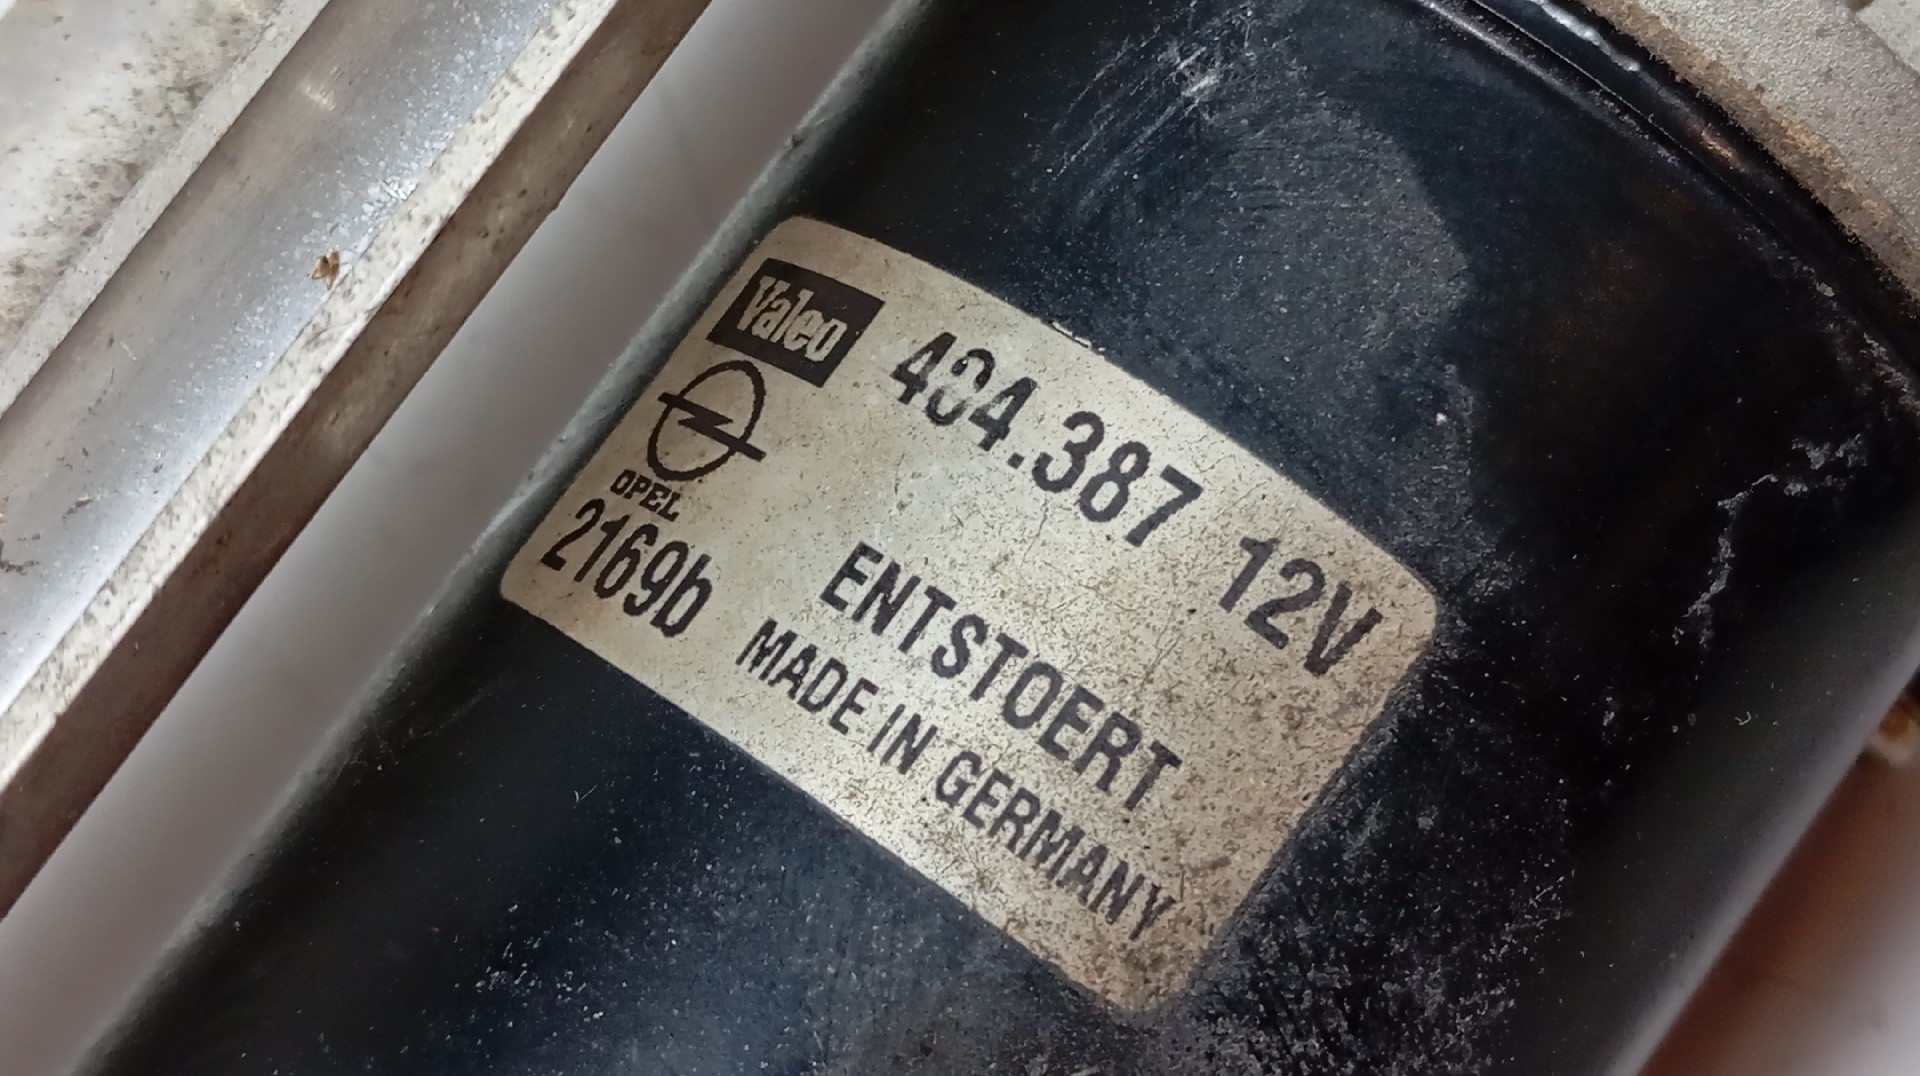 Valeo 404.387 12V
OPEL
ENTSTOERT
2169b MADE IN GERMANY